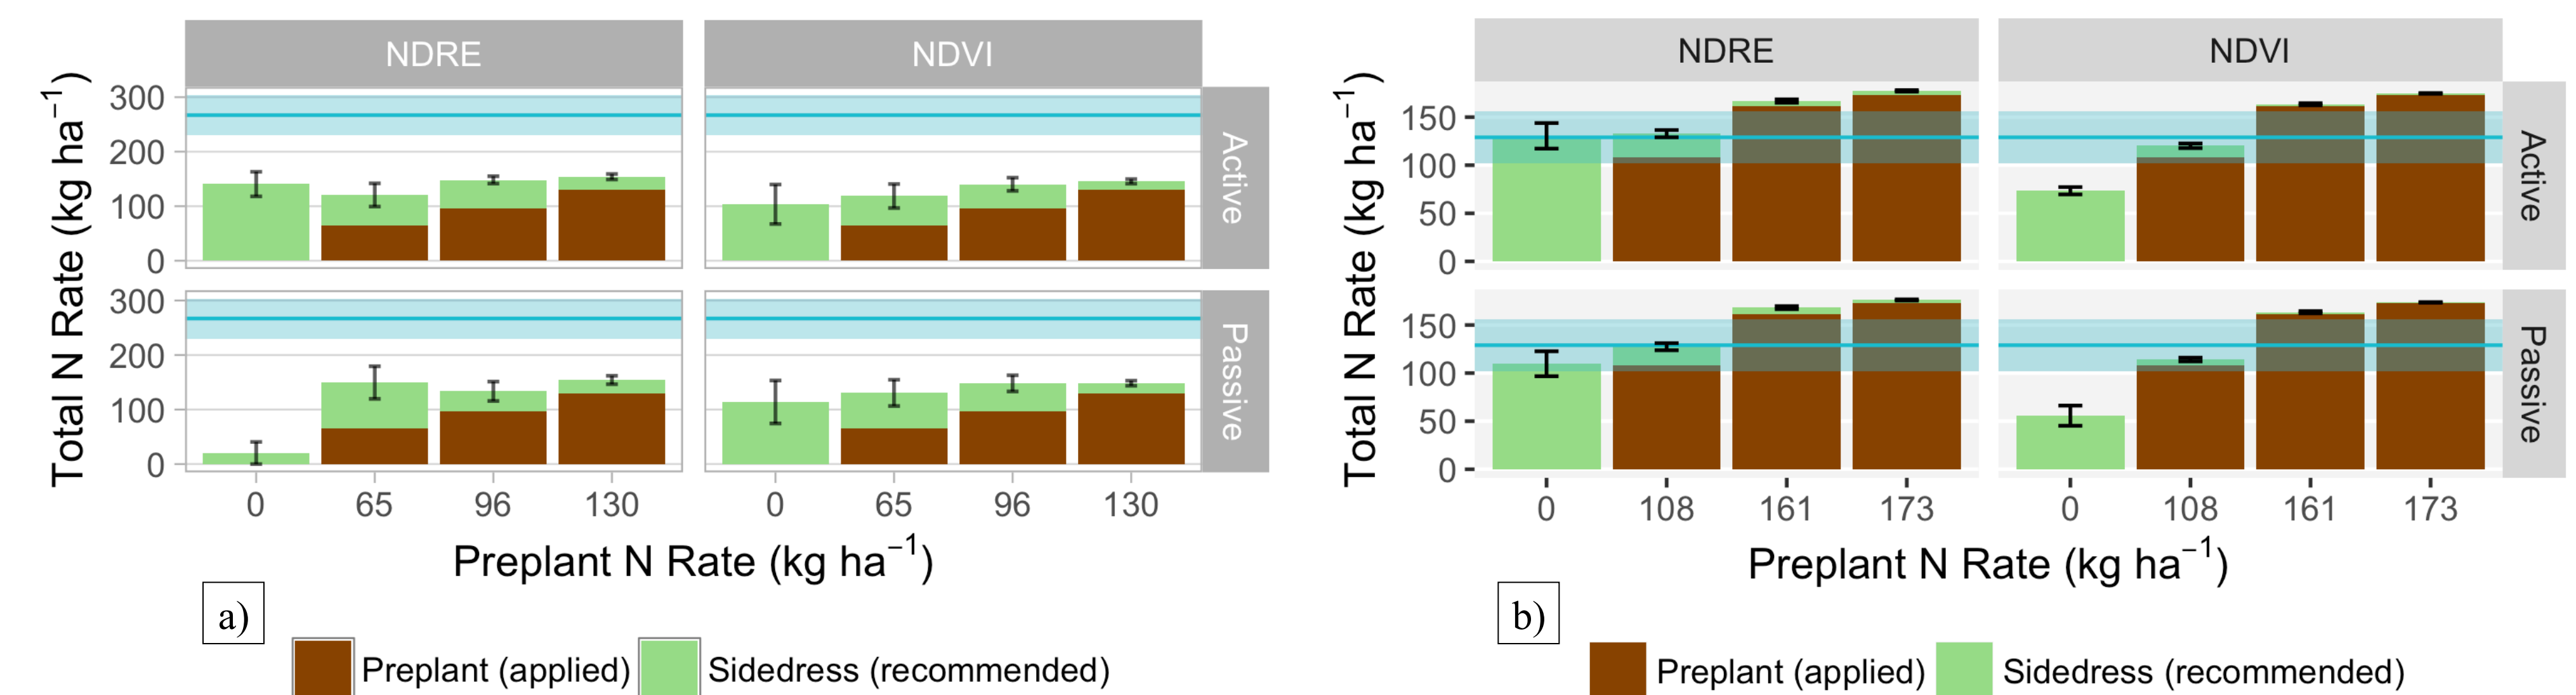 NDRE NDVI
Total N Rate (kg ha⁻¹)
300
200
100
0
Active
300
200
100
0
Passive
0 65 96 130 0 65 96 130
Preplant N Rate (kg ha⁻¹)
a)
Preplant (applied) Sidedress (recommended)
NDRE NDVI
Total N Rate (kg ha⁻¹)
150
100
50
0
Active
150
100
50
0
Passive
0 108 161 173 0 108 161 173
Preplant N Rate (kg ha⁻¹)
b)
Preplant (applied) Sidedress (recommended)